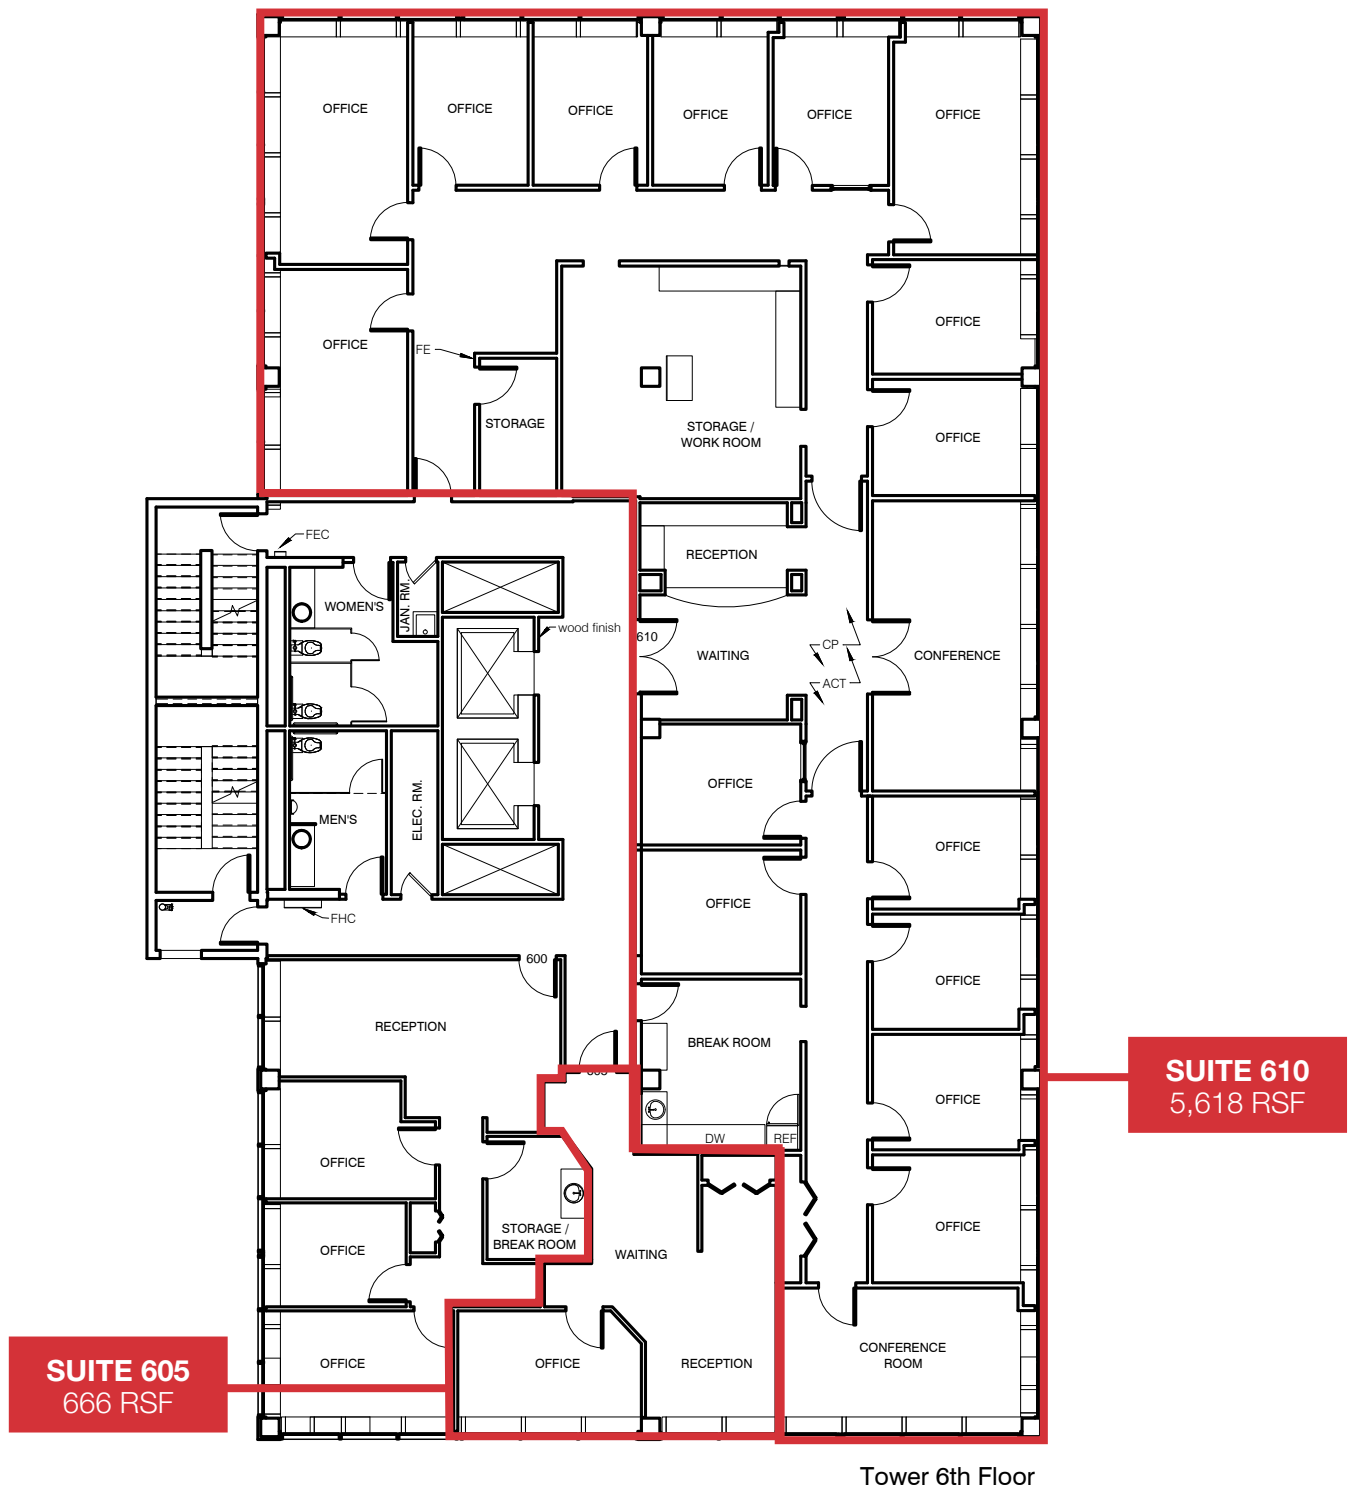 OFFICE
OFFICE
OFFICE
OFFICE
OFFICE
OFFICE
OFFICE
OFFICE
FE
STORAGE
STORAGE /
WORK ROOM
OFFICE
FEC
RECEPTION
WOMEN'S
JAN. RM.
wood finish
610
WAITING
CP
ACT
CONFERENCE
OFFICE
MEN'S
ELEC. RM.
OFFICE
OFFICE
FHC
600
OFFICE
RECEPTION
BREAK ROOM
SUITE 610
5,618 RSF
OFFICE
DW
REF
OFFICE
STORAGE /
BREAK ROOM
OFFICE
WAITING
OFFICE
SUITE 605
666 RSF
OFFICE
OFFICE
RECEPTION
CONFERENCE
ROOM
Tower 6th Floor